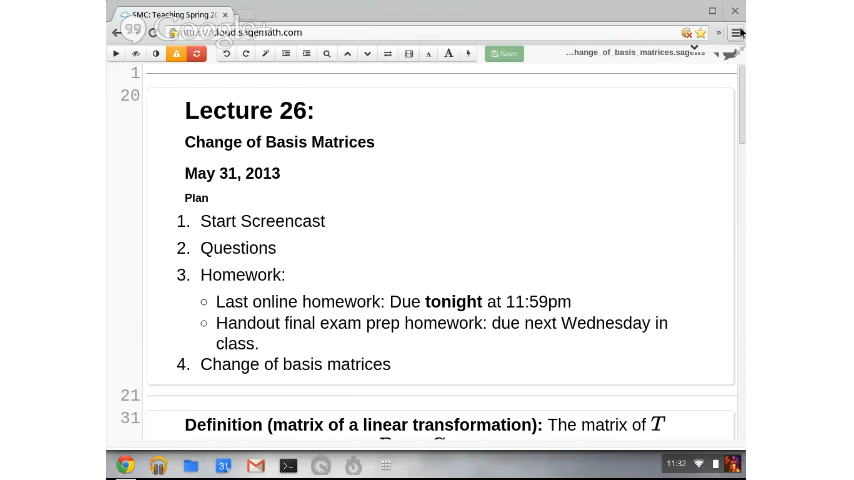 SMC: Teaching Spring 20
Google+
cloud.sagemath.com
Save
...hange_of_basis_matrices.sagews
1
20
Lecture 26:
Change of Basis Matrices
May 31, 2013
Plan
1. Start Screencast
2. Questions
3. Homework:
Last online homework: Due tonight at 11:59pm
Handout final exam prep homework: due next Wednesday in
class.
4. Change of basis matrices
21
31
Definition (matrix of a linear transformation): The matrix of T
31
11:32